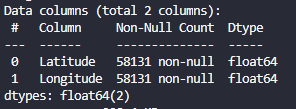 Data columns (total 2 columns):
 #   Column     Non-Null Count  Dtype
---  ------     --------------  -----
 0   Latitude   58131 non-null  float64
 1   Longitude  58131 non-null  float64
dtypes: float64(2)